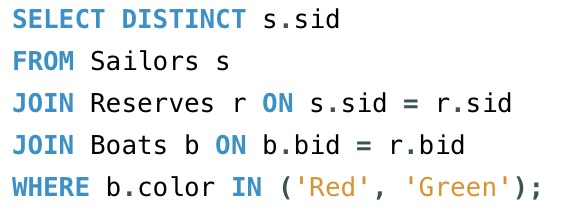 SELECT DISTINCT s.sid
FROM Sailors s
JOIN Reserves r ON s.sid = r.sid
JOIN Boats b ON b.bid = r.bid
WHERE b.color IN ('Red', 'Green');